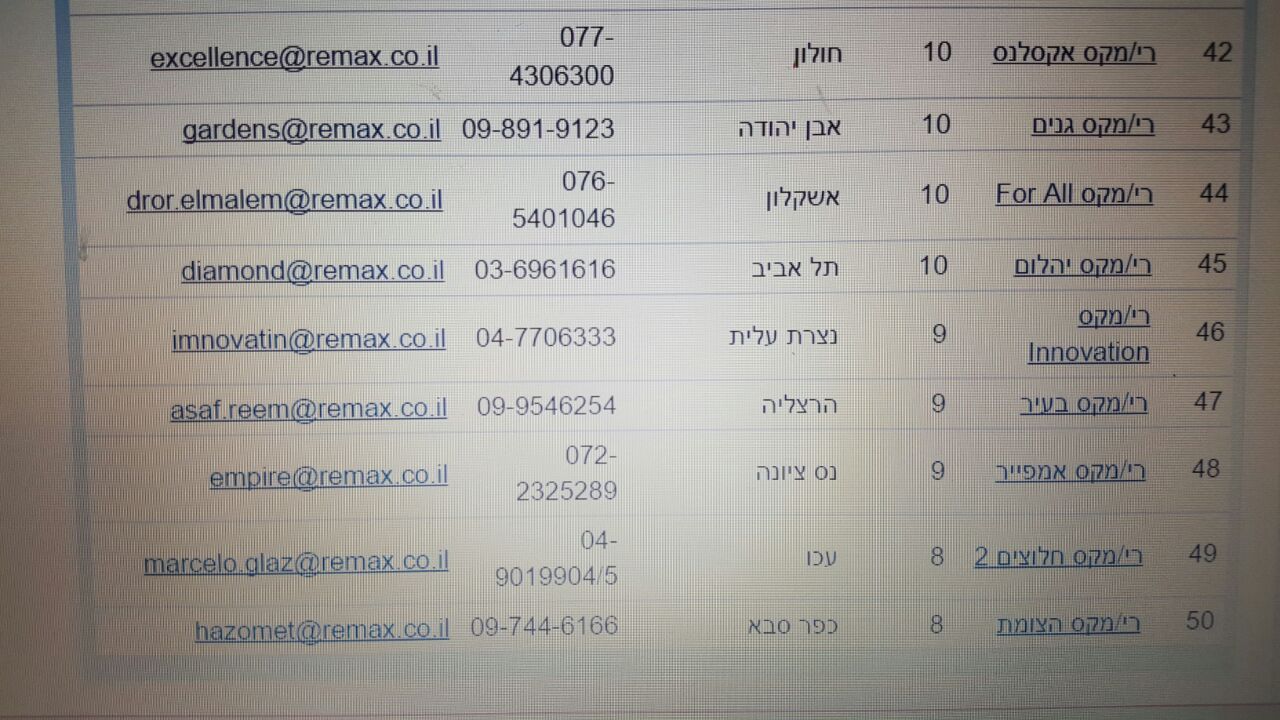 42 רי/מקס אקסלנס 10 חולון 077-4306300 excellence@remax.co.il
43 רי/מקס גנים 10 אבן יהודה 09-891-9123 gardens@remax.co.il
44 רי/מקס For All 10 אשקלון 076-5401046 dror.elmalem@remax.co.il
45 רי/מקס יהלום 10 תל אביב 03-6961616 diamond@remax.co.il
46 רי/מקס Innovation 9 נצרת עלית 04-7706333 imnovatin@remax.co.il
47 רי/מקס בעיר 9 הרצליה 09-9546254 asaf.reem@remax.co.il
48 רי/מקס אמפייר 9 נס ציונה 072-2325289 empire@remax.co.il
49 רי/מקס חלוצים 2 8 עכו 04-9019904/5 marcelo.glaz@remax.co.il
50 רי/מקס הצומת 8 כפר סבא 09-744-6166 hazomet@remax.co.il